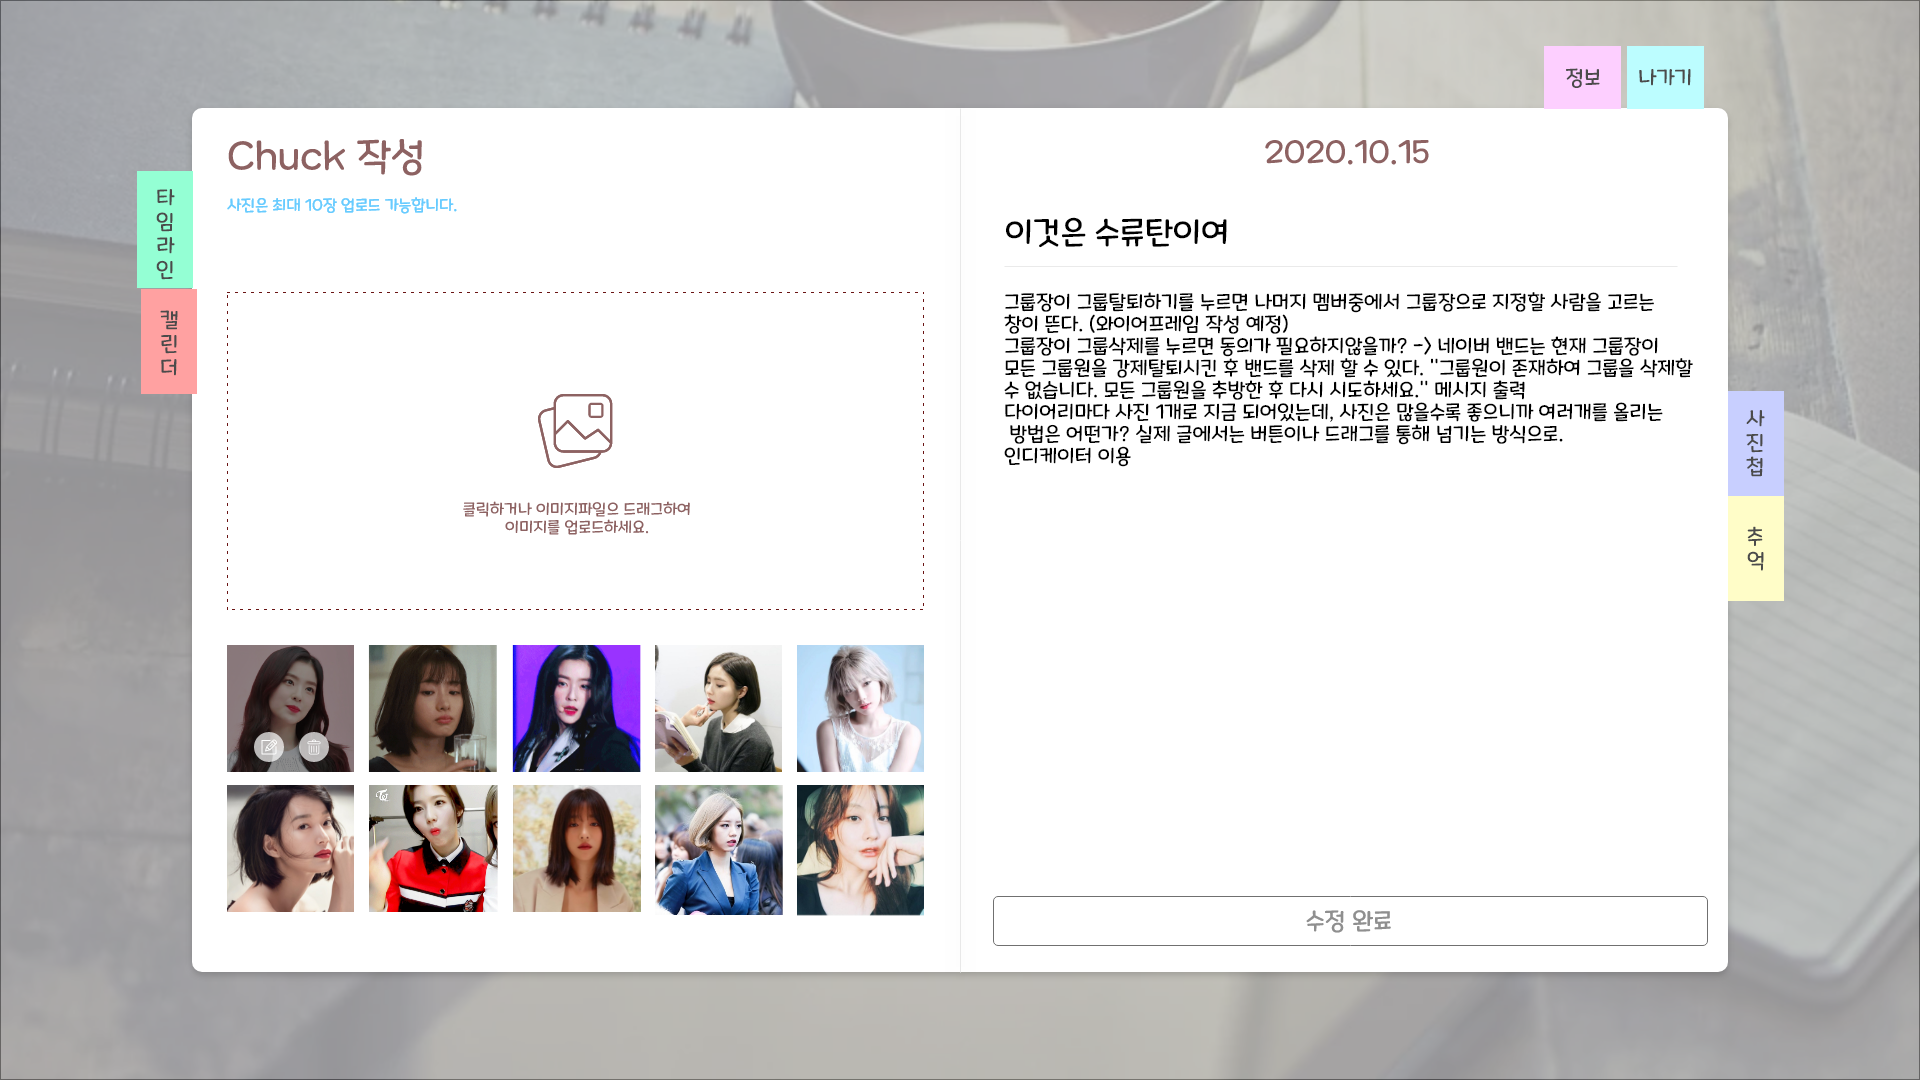 정보
나가기
Chuck 작성
사진은 최대 10장 업로드 가능합니다.
타임라인
캘린더
클릭하거나 이미지파일으 드래그하여
이미지를 업로드하세요.
2020.10.15
이것은 수류탄이여
그룹장이 그룹탈퇴하기를 누르면 나머지 멤버중에서 그룹장으로 지정할 사람을 고르는
창이 뜬다. (와이어프레임 작성 예정)
그룹장이 그룹삭제를 누르면 동의가 필요하지않을까? -> 네이버 밴드는 현재 그룹장이
모든 그룹원을 강제탈퇴시킨 후 밴드를 삭제 할 수 있다. "그룹원이 존재하여 그룹을 삭제할
수 없습니다. 모든 그룹원을 추방한 후 다시 시도하세요." 메시지 출력
다이어리마다 사진 1개로 지금 되어있는데, 사진은 많을수록 좋으니까 여러개를 올리는
방법은 어떤가? 실제 글에서는 버튼이나 드래그를 통해 넘기는 방식으로.
인디케이터 이용
수정 완료
사진첩
추억